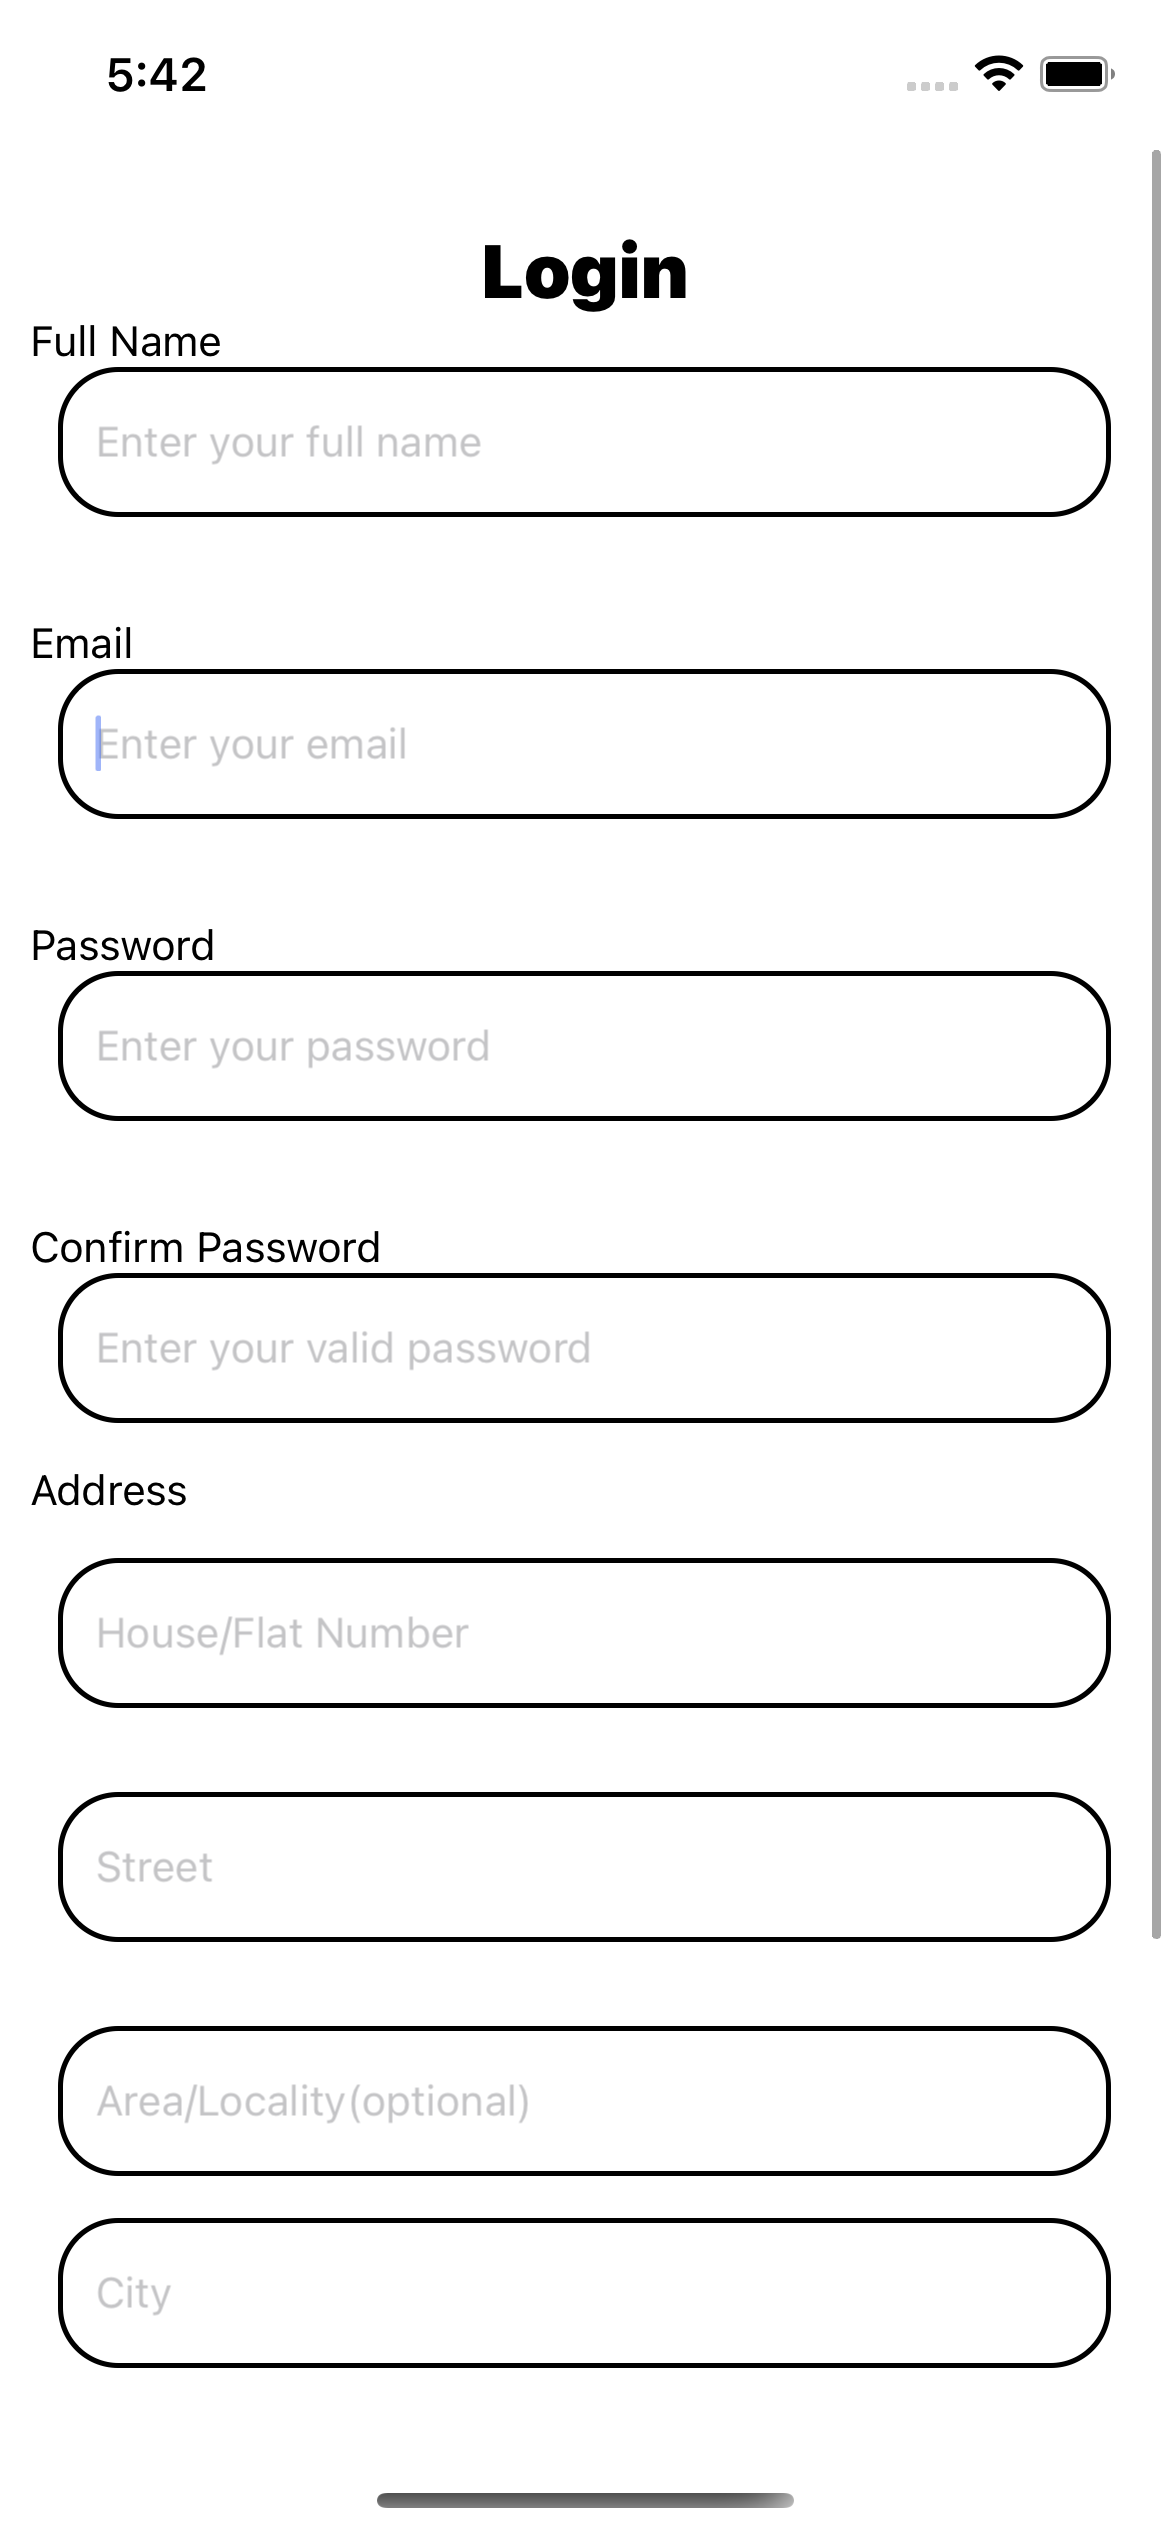 5:42
Login
Full Name
Enter your full name
Email
Enter your email
Password
Enter your password
Confirm Password
Enter your valid password
Address
House/Flat Number
Street
Area/Locality(optional)
City